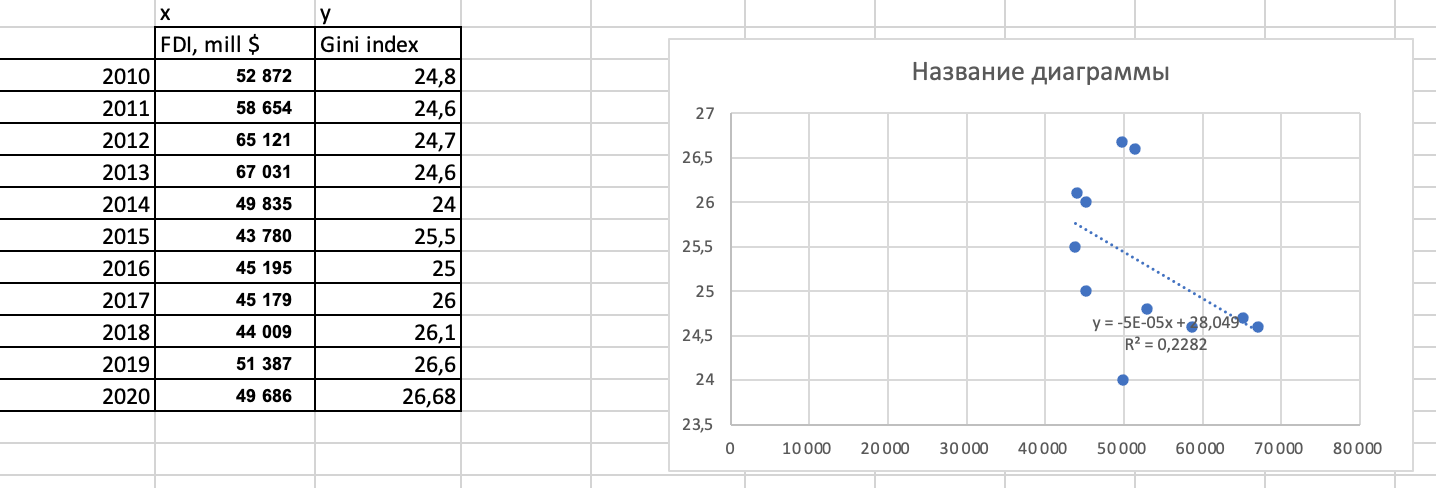 x y
FDI, mill $ Gini index
2010 52 872 24,8
2011 58 654 24,6
2012 65 121 24,7
2013 67 031 24,6
2014 49 835 24
2015 43 780 25,5
2016 45 195 25
2017 45 179 26
2018 44 009 26,1
2019 51 387 26,6
2020 49 686 26,68
Название диаграммы
27
26,5
26
25,5
25
24,5
24
23,5
y = -5E-05x + 28,049
R² = 0,2282
0 10 000 20 000 30 000 40 000 50 000 60 000 70 000 80 000